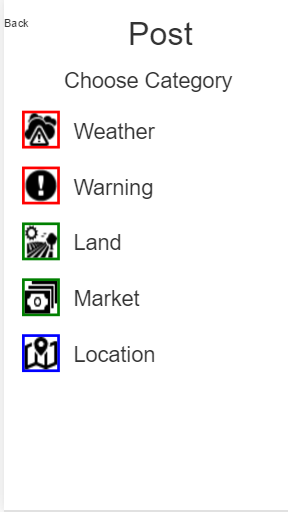 Back
Post
Choose Category
Weather
Warning
Land
Market
Location